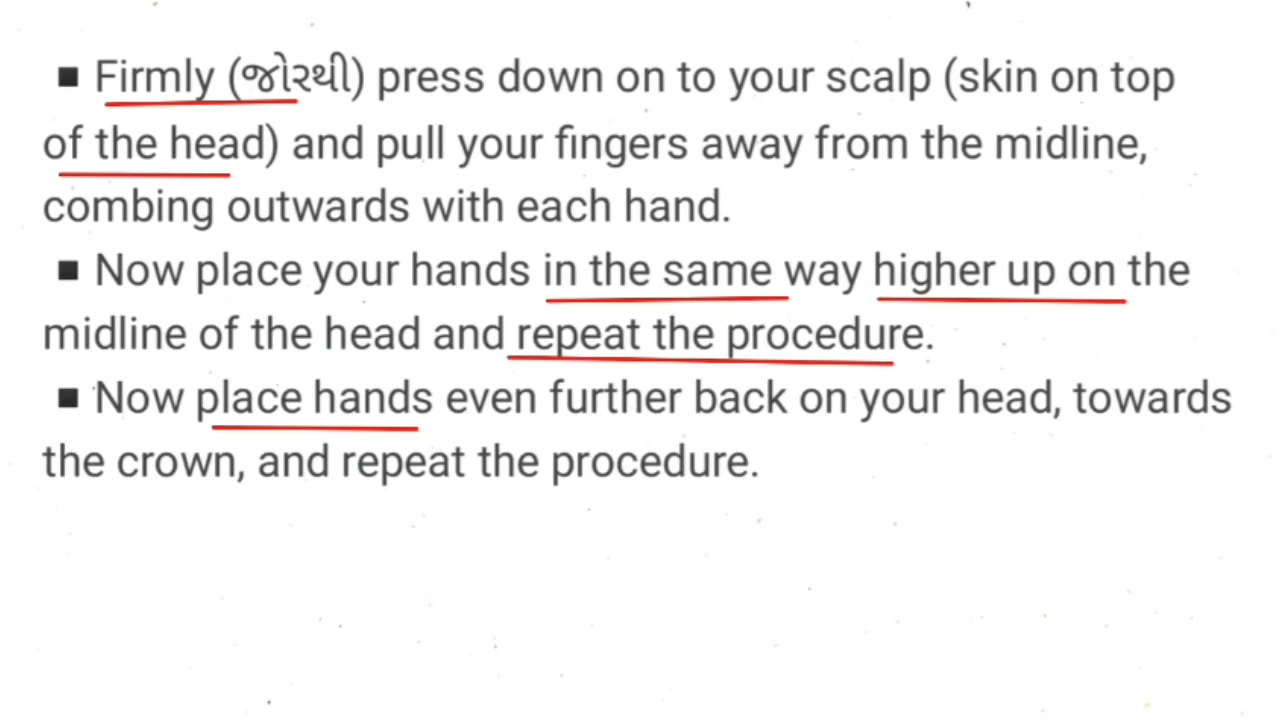 ▪ Firmly (જોરથી) press down on to your scalp (skin on top
of the head) and pull your fingers away from the midline,
combing outwards with each hand.
▪ Now place your hands in the same way higher up on the
midline of the head and repeat the procedure.
▪ Now place hands even further back on your head, towards
the crown, and repeat the procedure.